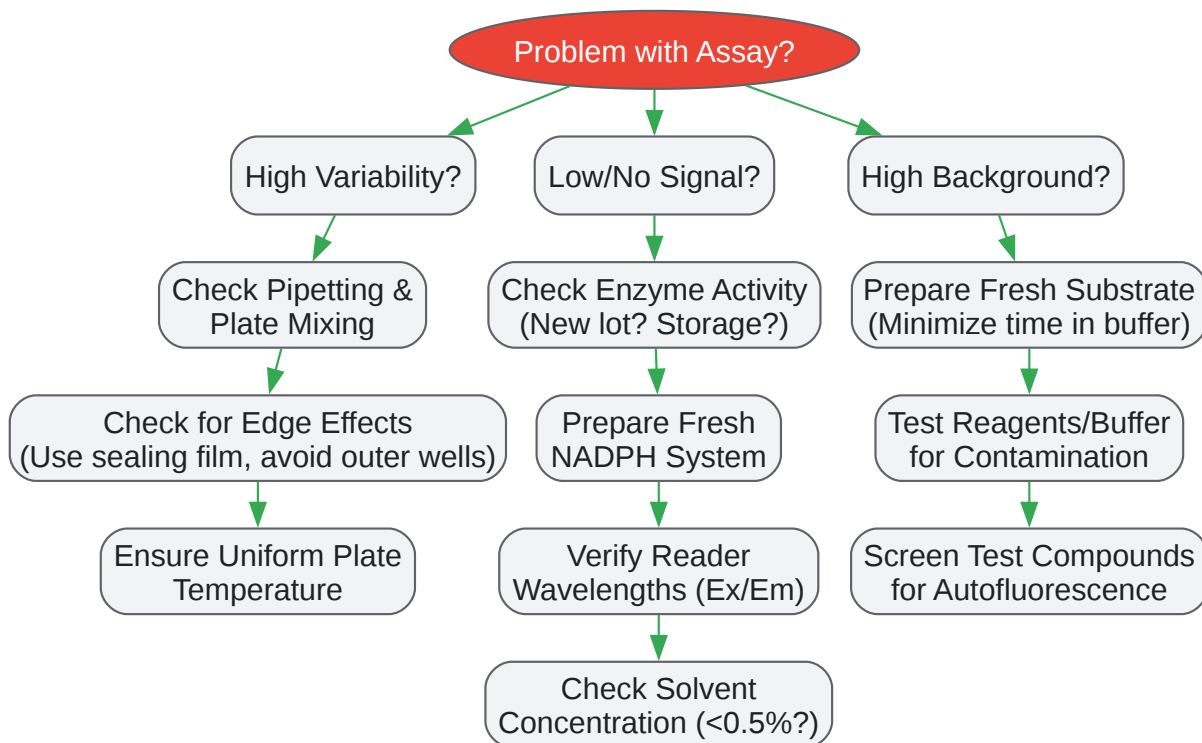 Problem with Assay?
High Variability?
Low/No Signal?
High Background?
Check Pipetting &
Plate Mixing
Check Enzyme Activity
(New lot? Storage?)
Prepare Fresh Substrate
(Minimize time in buffer)
Check for Edge Effects
(Use sealing film, avoid outer wells)
Prepare Fresh
NADPH System
Test Reagents/Buffer
for Contamination
Ensure Uniform Plate
Temperature
Verify Reader
Wavelengths (Ex/Em)
Screen Test Compounds
for Autofluorescence
Check Solvent
Concentration (<0.5%?)